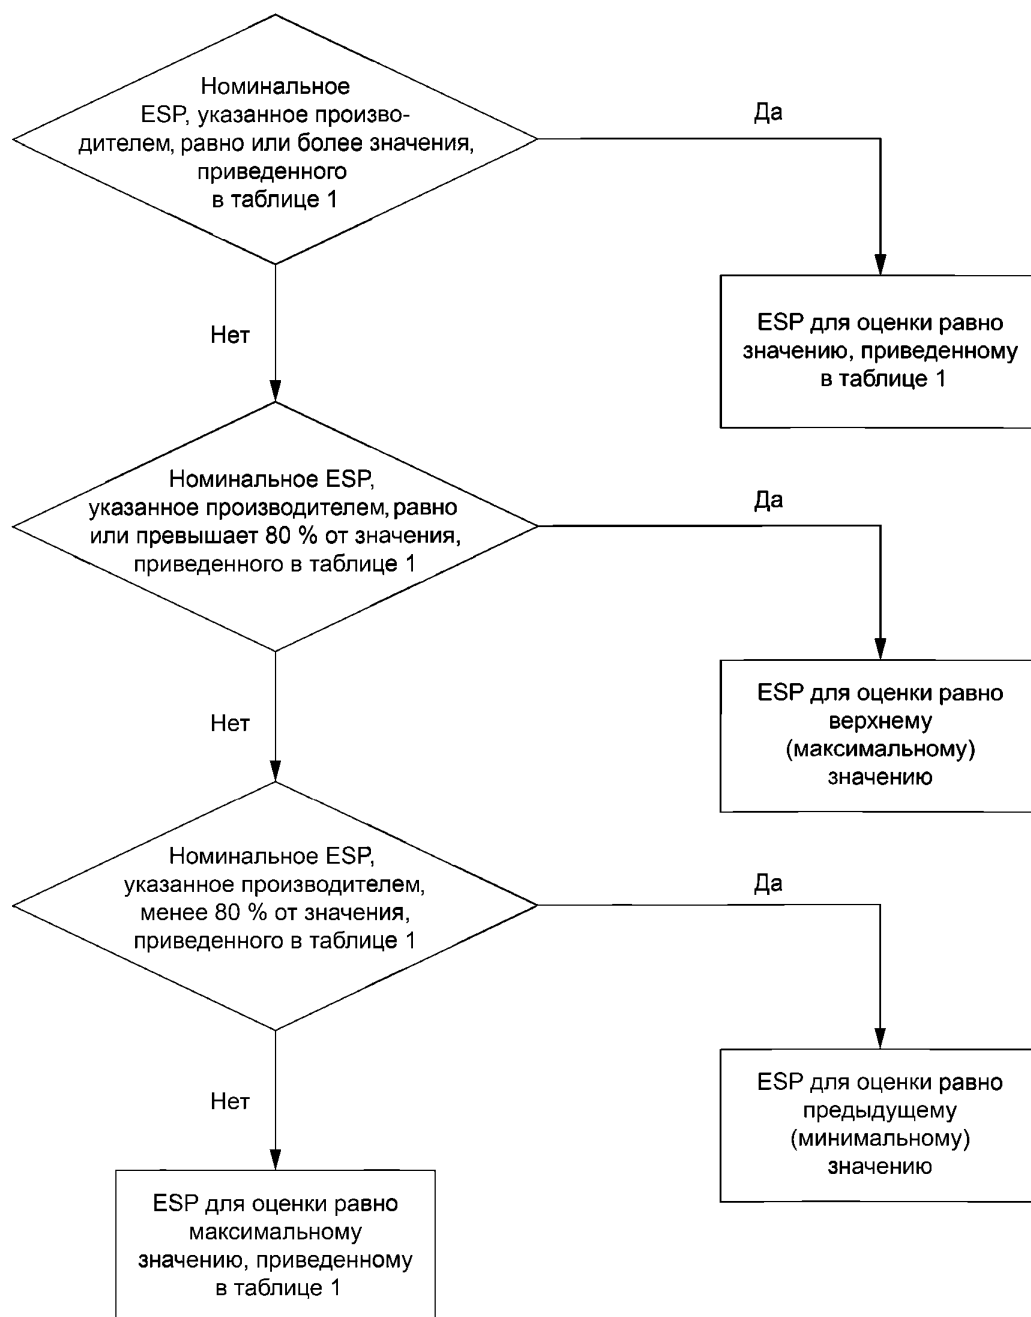 Номинальное
ESP, указанное произво-
дителем, равно или более значения,
приведенного
в таблице 1
Да
ESP для оценки равно
значению, приведенному
в таблице 1
Нет
Номинальное ESP,
указанное производителем, равно
или превышает 80 % от значения,
приведенного в таблице 1
Да
ESP для оценки равно
верхнему
(максимальному)
значению
Нет
Номинальное ESP,
указанное производителем,
менее 80 % от значения,
приведенного в таблице 1
Да
ESP для оценки равно
предыдущему
(минимальному)
значению
Нет
ESP для оценки равно
максимальному
значению, приведенному
в таблице 1